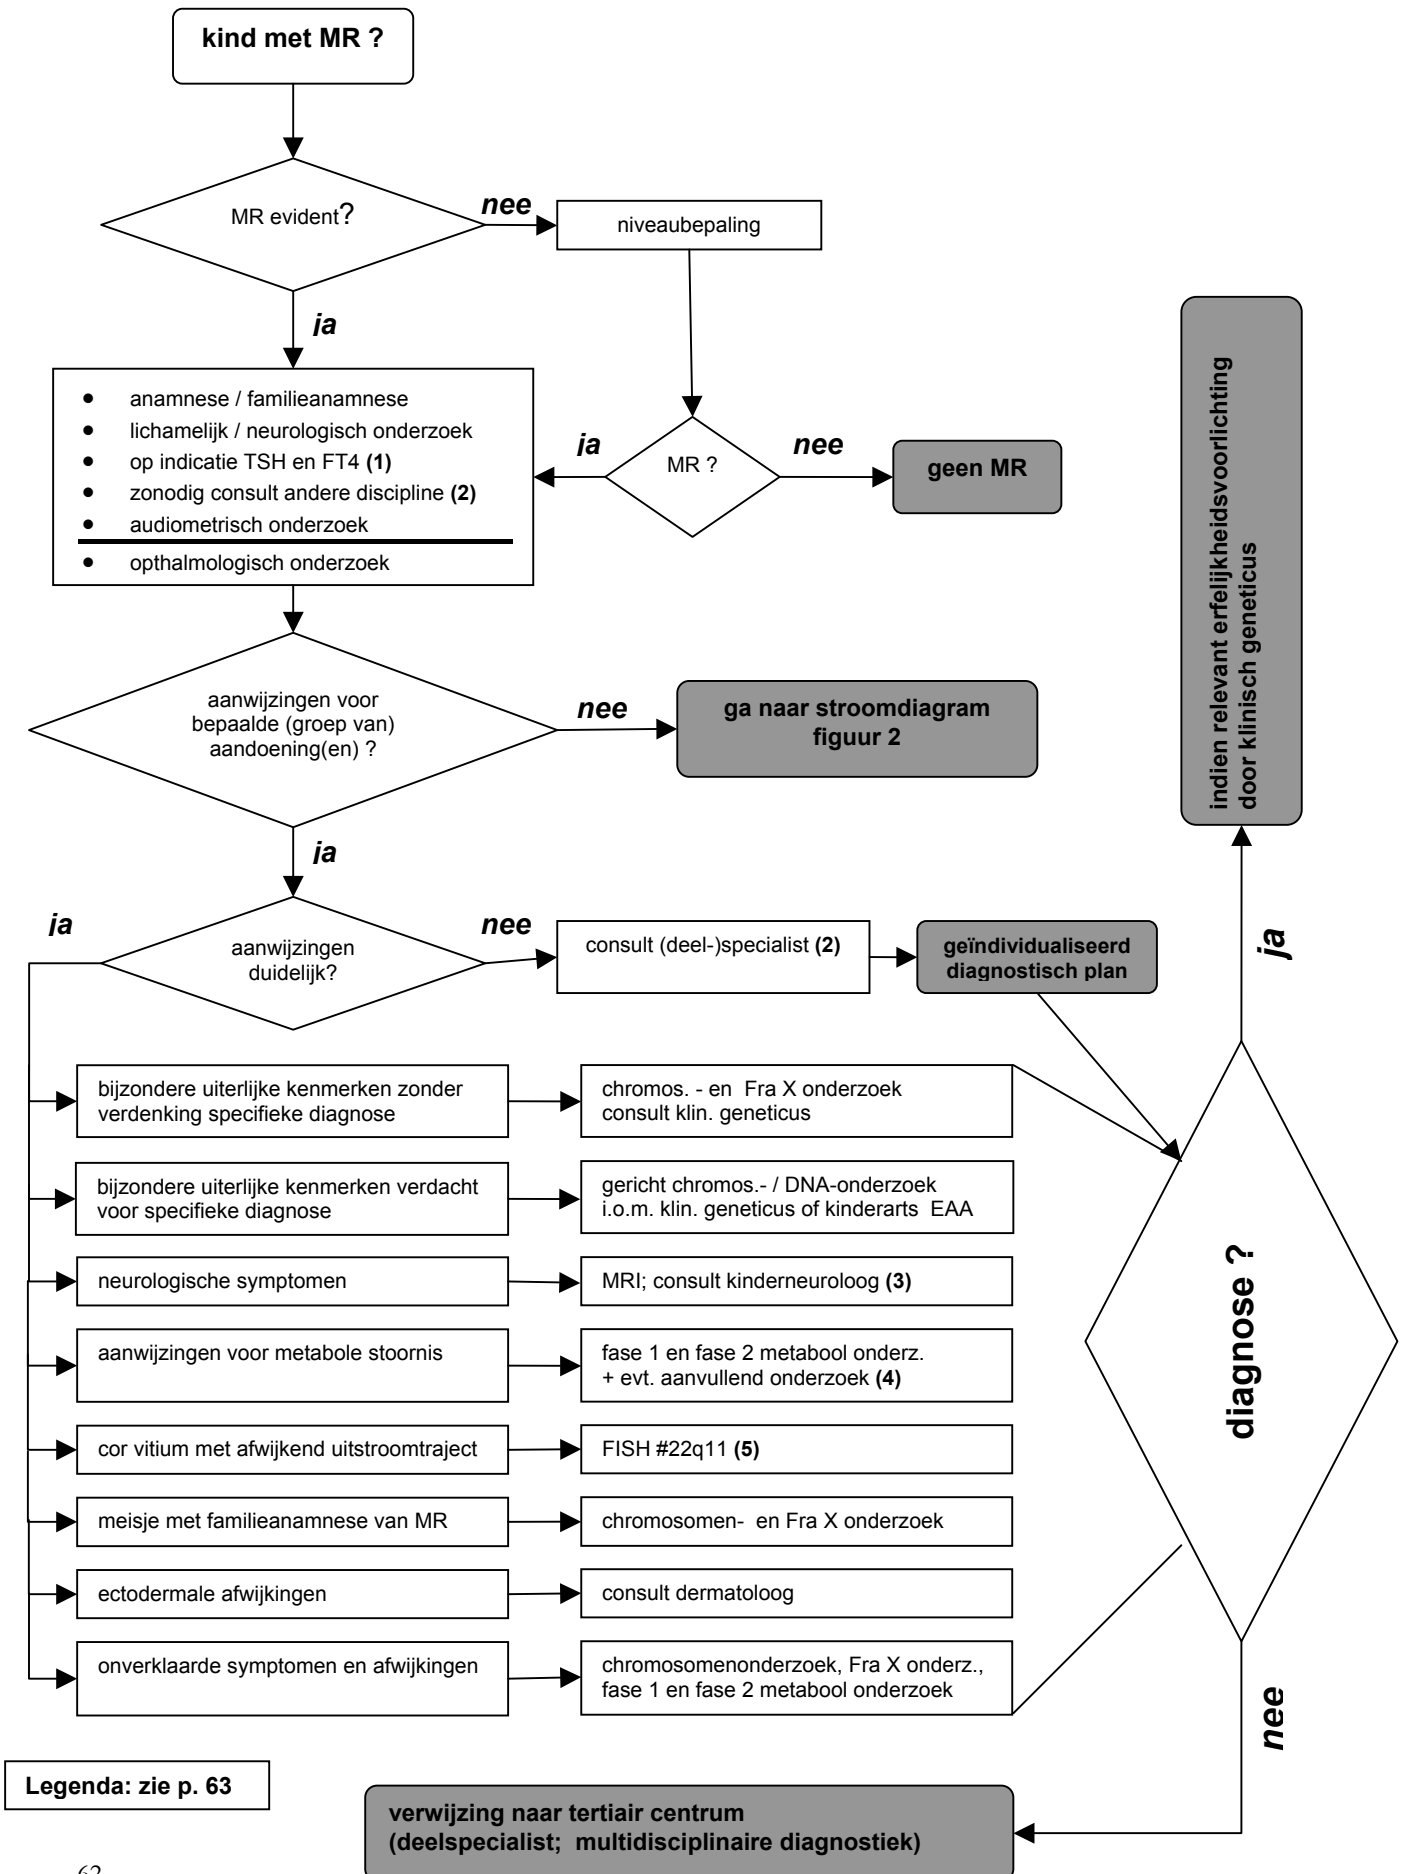 kind met MR ?
MR evident?
nee
niveaubepaling
ja
• anamnese / familieanamnese
• lichamelijk / neurologisch onderzoek
• op indicatie TSH en FT4 (1)
• zonodig consult andere discipline (2)
• audiometrisch onderzoek
• opthalmologisch onderzoek
ja
MR ?
nee
geen MR
aanwijzingen voor
bepaalde (groep van)
aandoening(en) ?
nee
ga naar stroomdiagram
figuur 2
indien relevant erfelijkheidsvoorlichting
door klinisch geneticus
ja
ja
aanwijzingen
duidelijk?
nee
consult (deel-)specialist (2)
geïndividualiseerd
diagnostisch plan
ja
bijzondere uiterlijke kenmerken zonder
verdenking specifieke diagnose
chromos. - en Fra X onderzoek
consult klin. geneticus
bijzondere uiterlijke kenmerken verdacht
voor specifieke diagnose
gericht chromos.- / DNA-onderzoek
i.o.m. klin. geneticus of kinderarts EAA
neurologische symptomen
MRI; consult kinderneuroloog (3)
diagnose ?
aanwijzingen voor metabole stoornis
fase 1 en fase 2 metabool onderz.
+ evt. aanvullend onderzoek (4)
cor vitium met afwijkend uitstroomtraject
FISH #22q11 (5)
meisje met familieanamnese van MR
chromosomen- en Fra X onderzoek
ectodermale afwijkingen
consult dermatoloog
onverklaarde symptomen en afwijkingen
chromosomenonderzoek, Fra X onderz.,
fase 1 en fase 2 metabool onderzoek
nee
Legenda: zie p. 63
verwijzing naar tertiair centrum
(deelspecialist; multidisciplinaire diagnostiek)
62